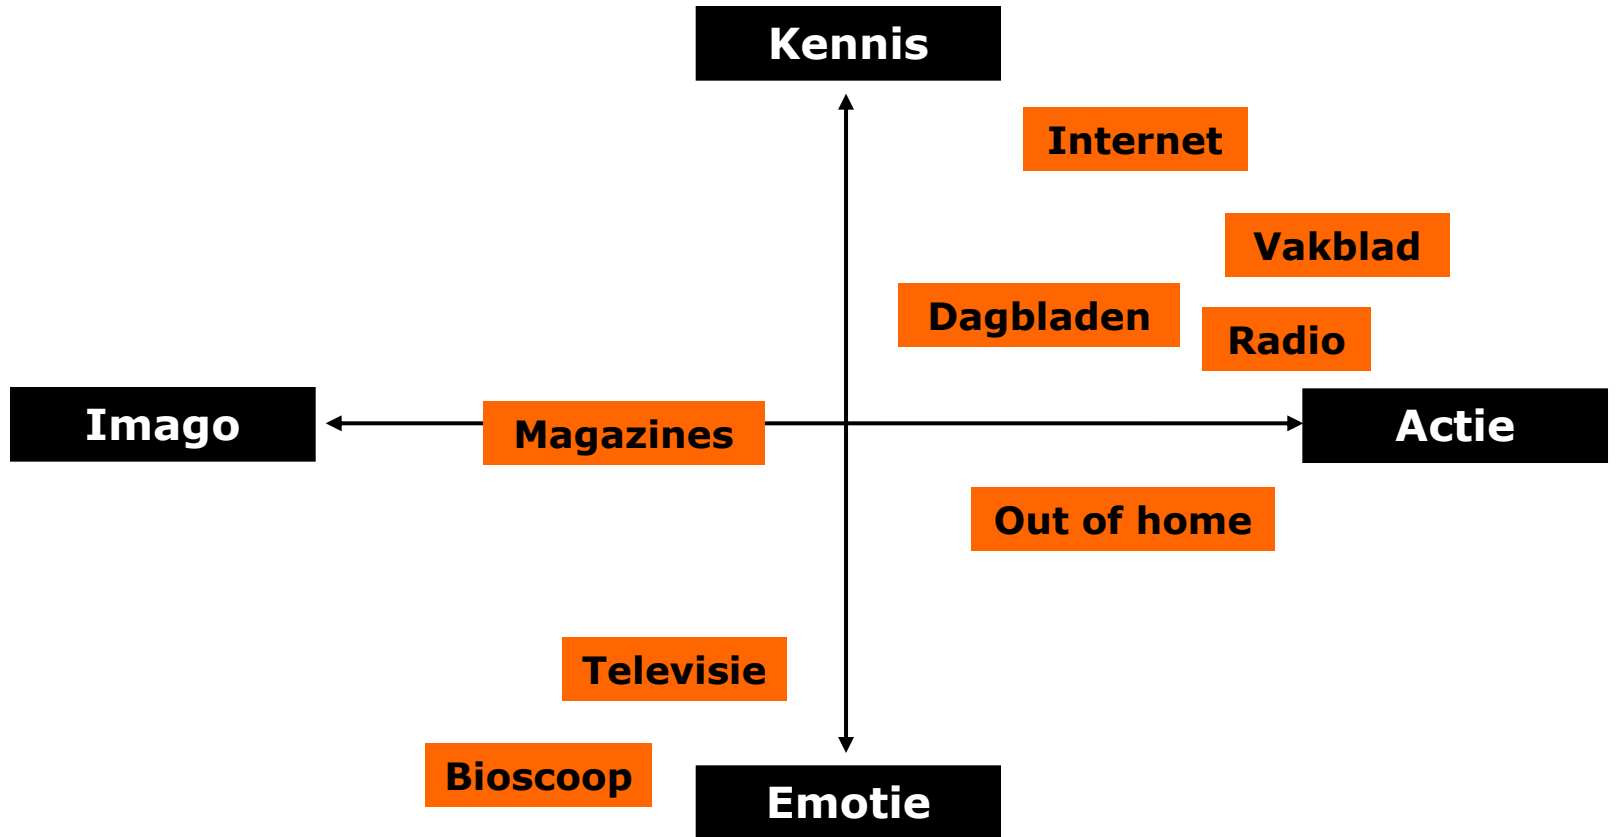 Kennis
Internet
Vakblad
Dagbladen
Radio
Imago
Magazines
Actie
Out of home
Televisie
Bioscoop
Emotie